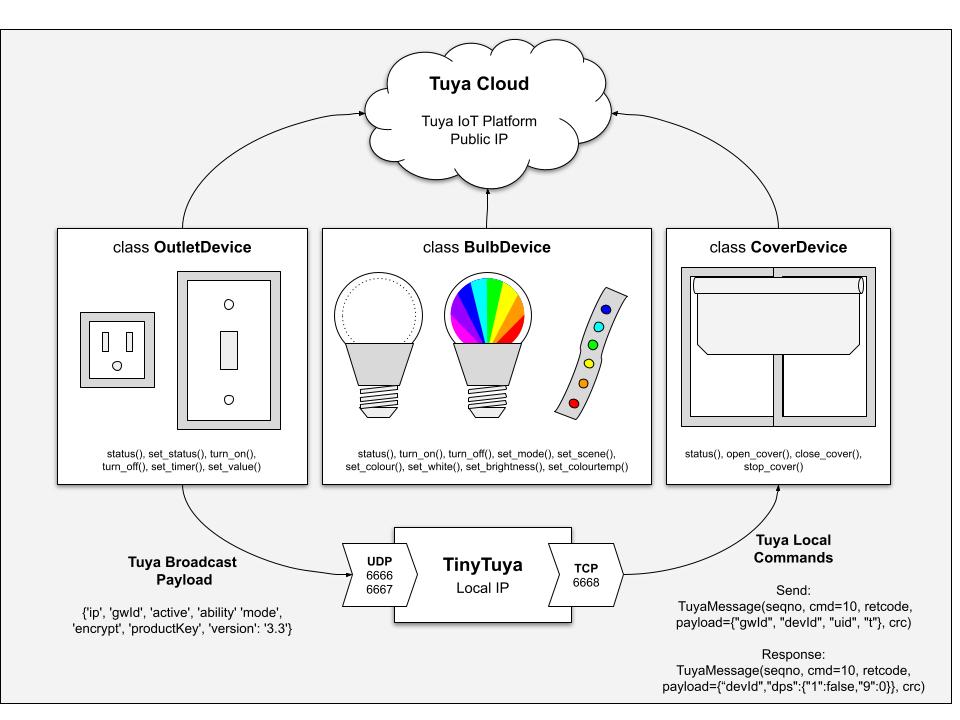 Tuya Cloud
Tuya IoT Platform
Public IP
class OutletDevice
status(), set_status(), turn_on(),
turn_off(), set_timer(), set_value()
class BulbDevice
status(), turn_on(), turn_off(), set_mode(), set_scene(),
set_colour(), set_white(), set_brightness(), set_colourtemp()
class CoverDevice
status(), open_cover(), close_cover(),
stop_cover()
Tuya Broadcast
Payload
{'ip', 'gwId', 'active', 'ability' 'mode',
'encrypt', 'productKey', 'version': '3.3'}
UDP
6666
6667
TinyTuya
Local IP
TCP
6668
Tuya Local
Commands
Send:
TuyaMessage(seqno, cmd=10, retcode,
payload={"gwId", "devId", "uid", "t"}, crc)
Response:
TuyaMessage(seqno, cmd=10, retcode,
payload={“devId","dps":{"1":false,"9":0}}, crc)